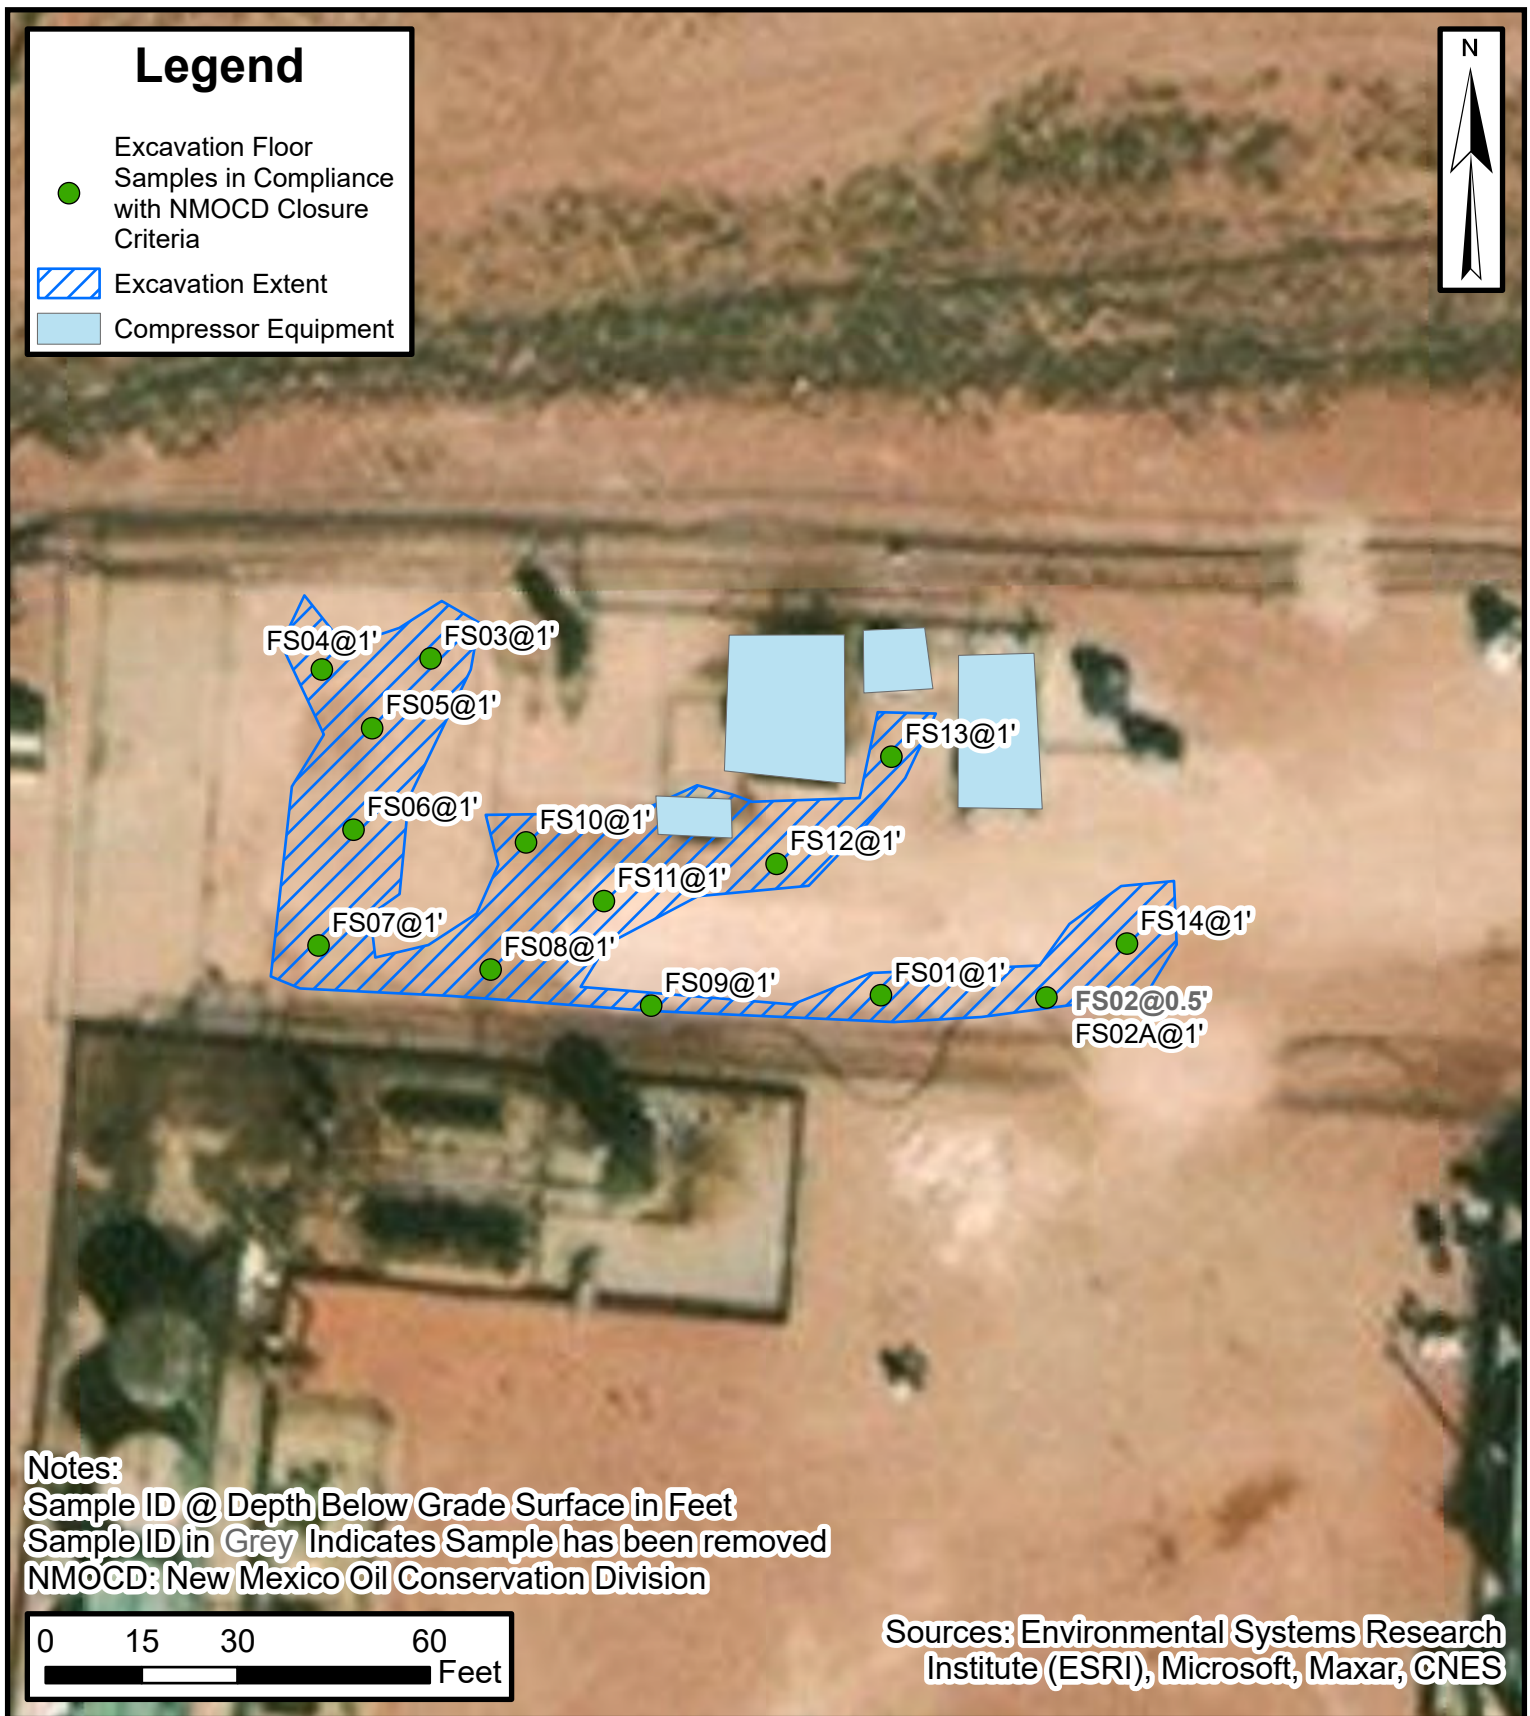 Legend
Excavation Floor
Samples in Compliance
with NMOCD Closure
Criteria
Excavation Extent
Compressor Equipment
N
FS04@1'
FS03@1'
FS05@1'
FS13@1'
FS06@1'
FS10@1'
FS12@1'
FS11@1'
FS07@1'
FS14@1'
FS08@1'
FS09@1'
FS01@1'
FS02@0.5'
FS02A@1'
Notes:
Sample ID @ Depth Below Grade Surface in Feet
Sample ID in Grey Indicates Sample has been removed
NMOCD: New Mexico Oil Conservation Division
0 15 30 60
Feet
Sources: Environmental Systems Research
Institute (ESRI), Microsoft, Maxar, CNES